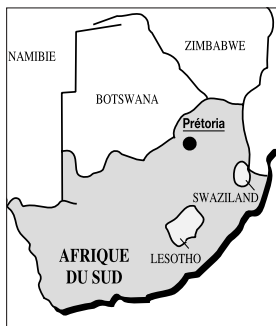 ZIMBABWE
NAMIBIE
BOTSWANA
Prétoria
SWAZILAND
AFRIQUE
DU SUD
LESOTHO